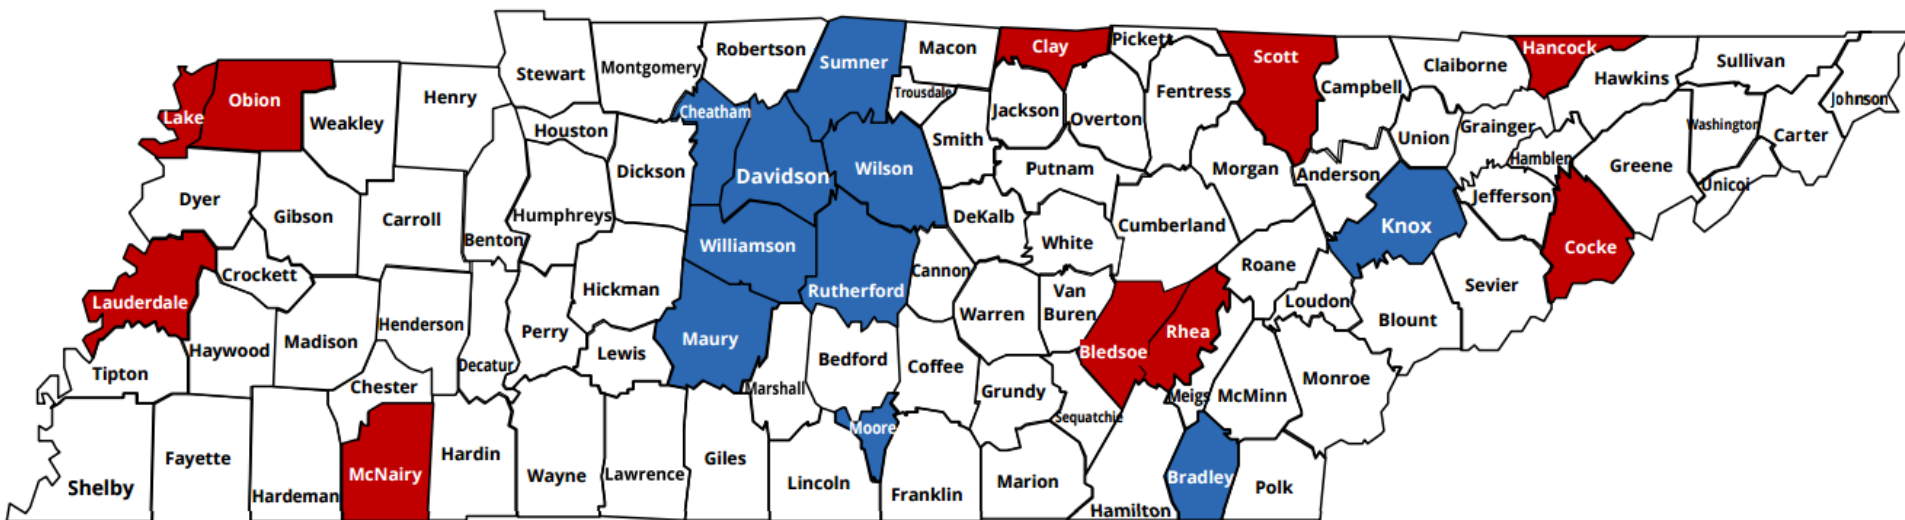 Stewart
Montgomery
Robertson
Sumner
Macon
Clay
Pickett
Scott
Campbell
Claiborne
Hancock
Hawkins
Sullivan
Johnson
Lake
Obion
Weakley
Henry
Houston
Cheatham
Trousdale
Jackson
Overton
Fentress
Union
Grainger
Washington
Carter
Dickson
Davidson
Wilson
Smith
Putnam
Morgan
Anderson
Hamblen
Greene
Unicoi
Dyer
Gibson
Carroll
Benton
Humphreys
Williamson
Rutherford
DeKalb
White
Cumberland
Knox
Jefferson
Cocke
Crockett
Hickman
Cannon
Roane
Loudon
Sevier
Lauderdale
Haywood
Madison
Henderson
Decatur
Perry
Lewis
Maury
Bedford
Coffee
Warren
Van
Buren
Bledsoe
Rhea
Blount
Tipton
Chester
Marshall
Moore
Grundy
Sequatchie
Meigs
McMinn
Monroe
Shelby
Fayette
Hardeman
McNairy
Hardin
Wayne
Lawrence
Giles
Lincoln
Franklin
Marion
Hamilton
Bradley
Polk